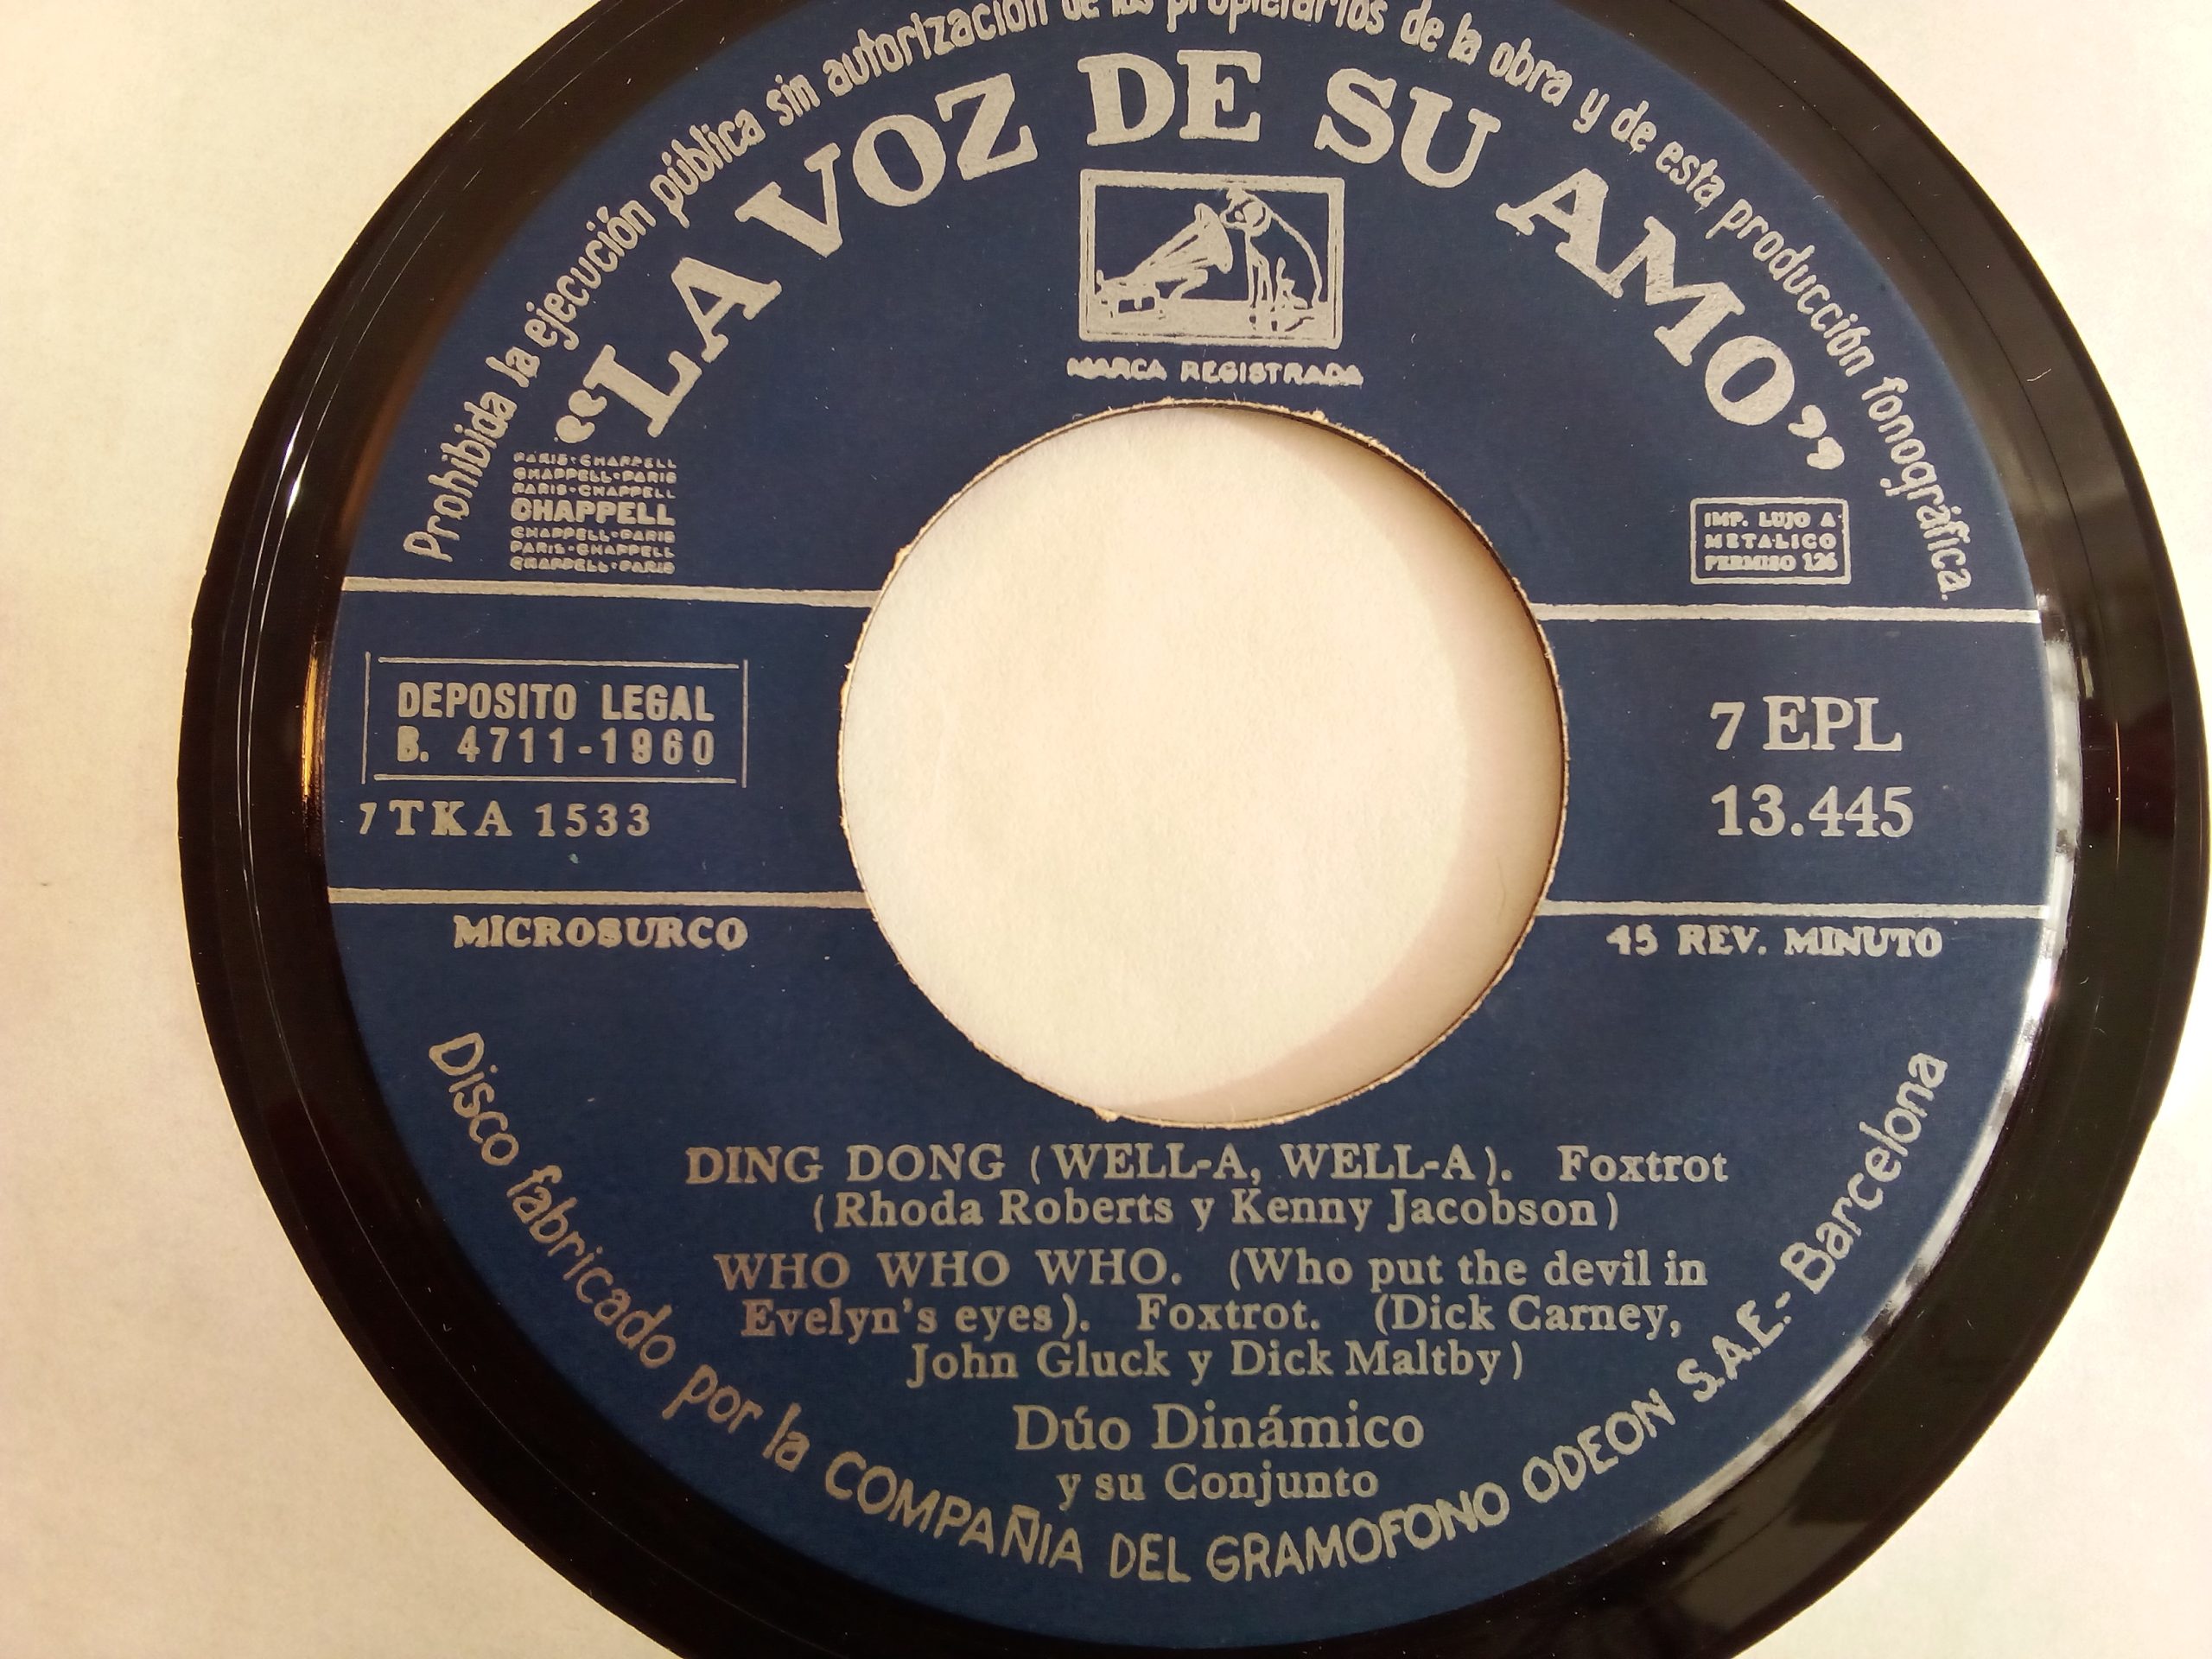 Prohibida la ejecución pública sin autorización de los propietarios de la obra y de esta producción fonográfica.
"LA VOZ DE SU AMO"
MARCA REGISTRADA
PARIS-CHAPPELL
CHAPPELL-PARIS
PARIS-CHAPPELL
CHAPPELL
CHAPPELL-PARIS
PARIS-CHAPPELL
CHAPPELL-PARIS
IMP. LUJO A
METALICO
PERMISO 126
DEPOSITO LEGAL
B. 4711-1960
7 TKA 1533
7 EPL
13.445
MICROSURCO
45 REV. MINUTO
DING DONG (WELL-A, WELL-A). Foxtrot
(Rhoda Roberts y Kenny Jacobson)
WHO WHO WHO. (Who put the devil in
Evelyn's eyes). Foxtrot. (Dick Carney,
John Gluck y Dick Maltby)
Dúo Dinámico
y su Conjunto
Disco fabricado por la COMPAÑIA DEL GRAMOFONO ODEON S.A.E.- Barcelona